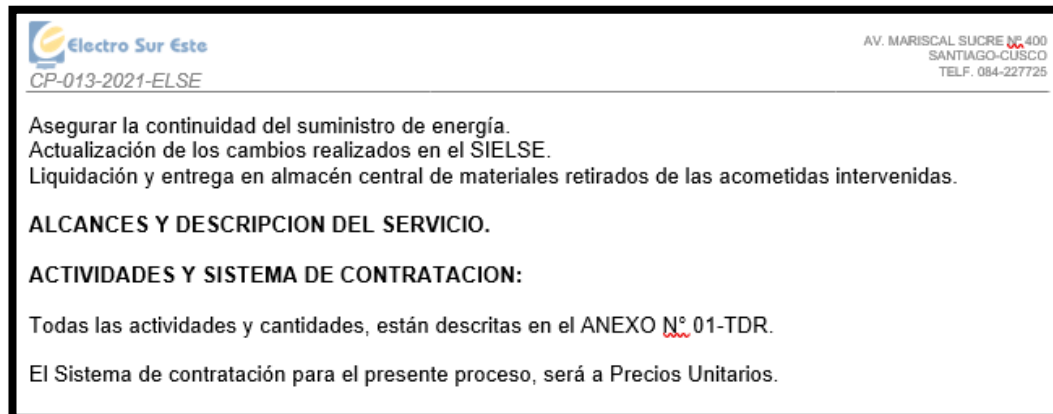 Electro Sur Este
CP-013-2021-ELSE
AV. MARISCAL SUCRE Nº 400
SANTIAGO-CUSCO
TELF. 084-227725
Asegurar la continuidad del suministro de energía.
Actualización de los cambios realizados en el SIELSE.
Liquidación y entrega en almacén central de materiales retirados de las acometidas intervenidas.
ALCANCES Y DESCRIPCION DEL SERVICIO.
ACTIVIDADES Y SISTEMA DE CONTRATACION:
Todas las actividades y cantidades, están descritas en el ANEXO N° 01-TDR.
El Sistema de contratación para el presente proceso, será a Precios Unitarios.